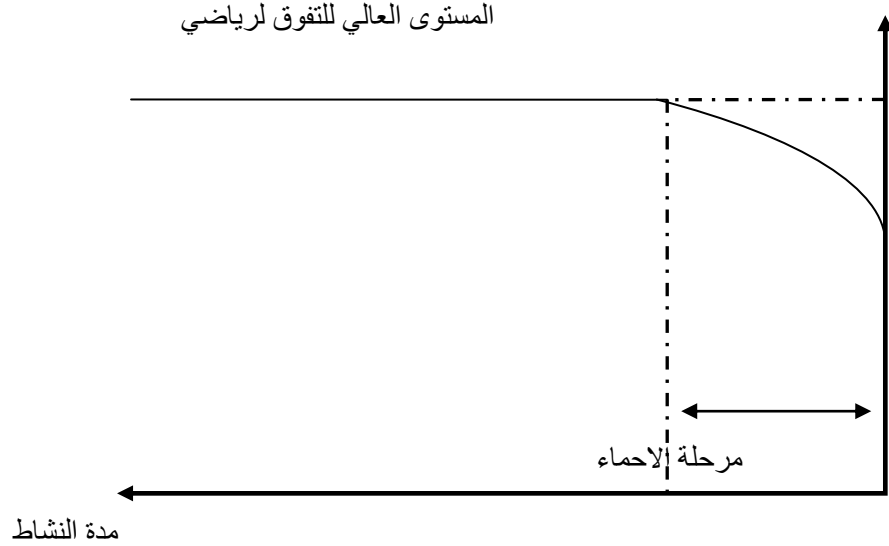 المستوى العالي للتفوق لرياضي
مرحلة الاحماء
مدة النشاط